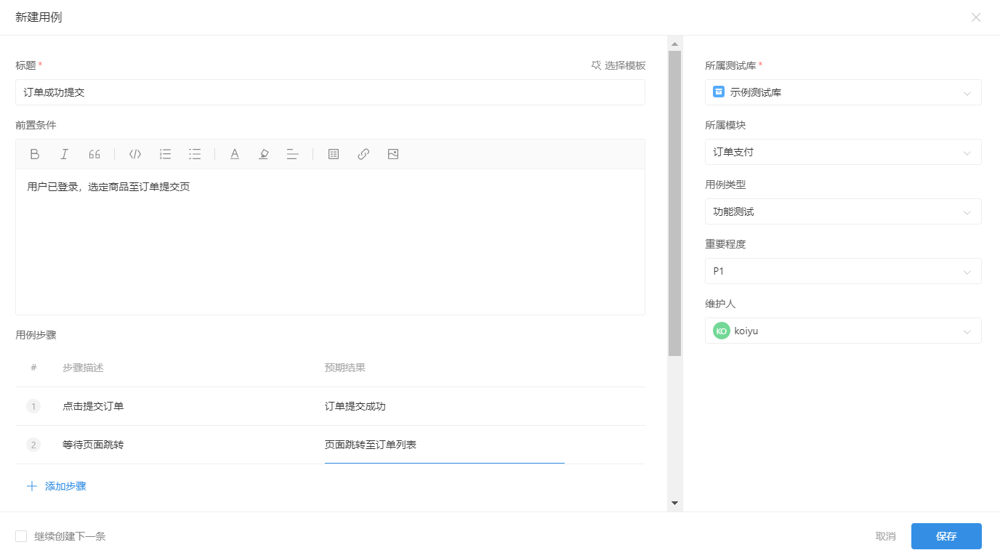 新建用例
标题 *
选择模板
订单成功提交
前置条件
用户已登录，选定商品至订单提交页
用例步骤
# 步骤描述 预期结果
1 点击提交订单 订单提交成功
2 等待页面跳转 页面跳转至订单列表
添加步骤
所属测试库 *
示例测试库
所属模块
订单支付
用例类型
功能测试
重要程度
P1
维护人
KO koiyu
继续创建下一条
取消
保存